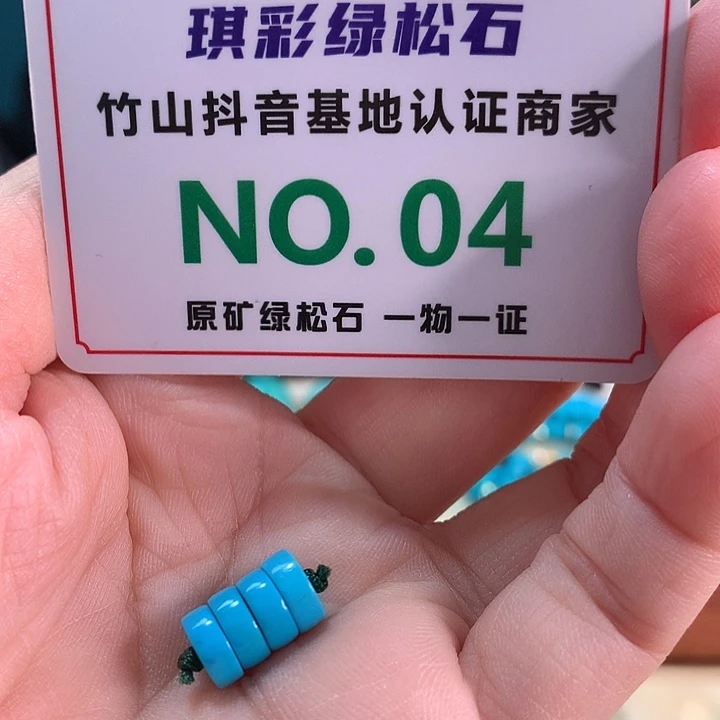 琪彩绿松石
竹山抖音基地认证商家
NO.04
原矿绿松石 一物一证